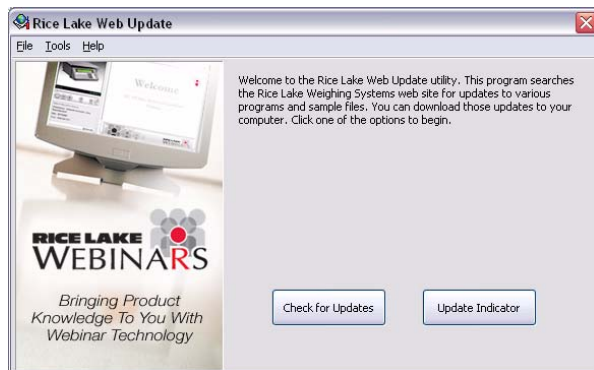 Rice Lake Web Update
File Tools Help
Welcome
Welcome to the Rice Lake Web Update utility. This program searches
the Rice Lake Weighing Systems web site for updates to various
programs and sample files. You can download those updates to your
computer. Click one of the options to begin.
RICE LAKE
WEBINARS
Bringing Product
Knowledge To You With
Webinar Technology
Check for Updates
Update Indicator